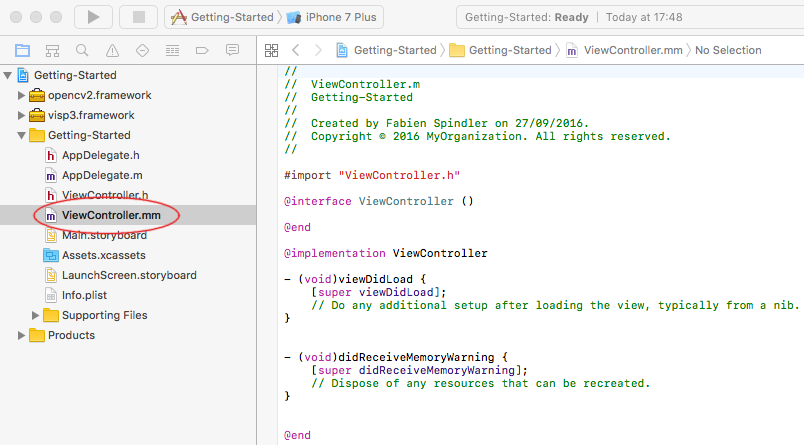 Getting-Started iPhone 7 Plus Getting-Started: Ready Today at 17:48
Getting-Started Getting-Started ViewController.mm No Selection
Getting-Started
opencv2.framework
visp3.framework
Getting-Started
AppDelegate.h
AppDelegate.m
ViewController.h
ViewController.mm
Main.storyboard
Assets.xcassets
LaunchScreen.storyboard
Info.plist
Supporting Files
Products
//
//  ViewController.m
//  Getting-Started
//
//  Created by Fabien Spindler on 27/09/2016.
//  Copyright © 2016 MyOrganization. All rights reserved.
//
#import "ViewController.h"
@interface ViewController ()
@end
@implementation ViewController
- (void)viewDidLoad {
    [super viewDidLoad];
    // Do any additional setup after loading the view, typically from a nib.
}
- (void)didReceiveMemoryWarning {
    [super didReceiveMemoryWarning];
    // Dispose of any resources that can be recreated.
}
@end